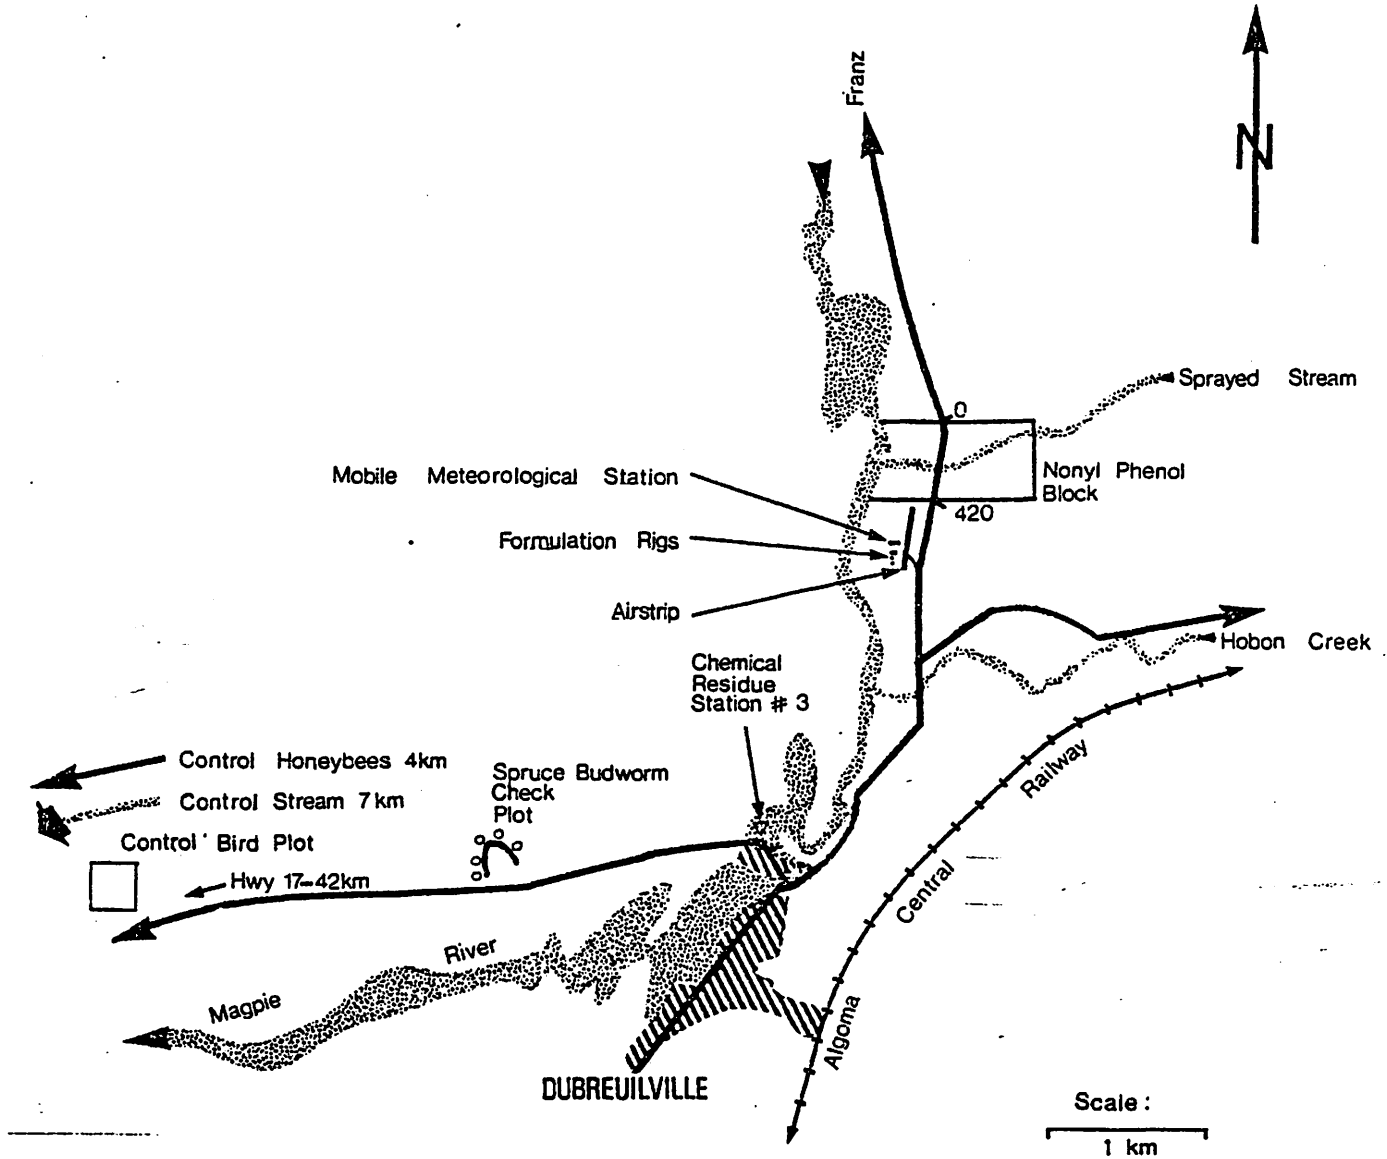 Franz
N
Sprayed Stream
0
Mobile Meteorological Station
Nonyl Phenol
Block
420
Formulation Rigs
Airstrip
Hobon Creek
Chemical
Residue
Station # 3
Control Honeybees 4km
Control Stream 7km
Control Bird Plot
Spruce Budworm
Check
Plot
Hwy 17-42km
Railway
Central
Algoma
River
Magpie
DUBREUILVILLE
Scale :
1 km